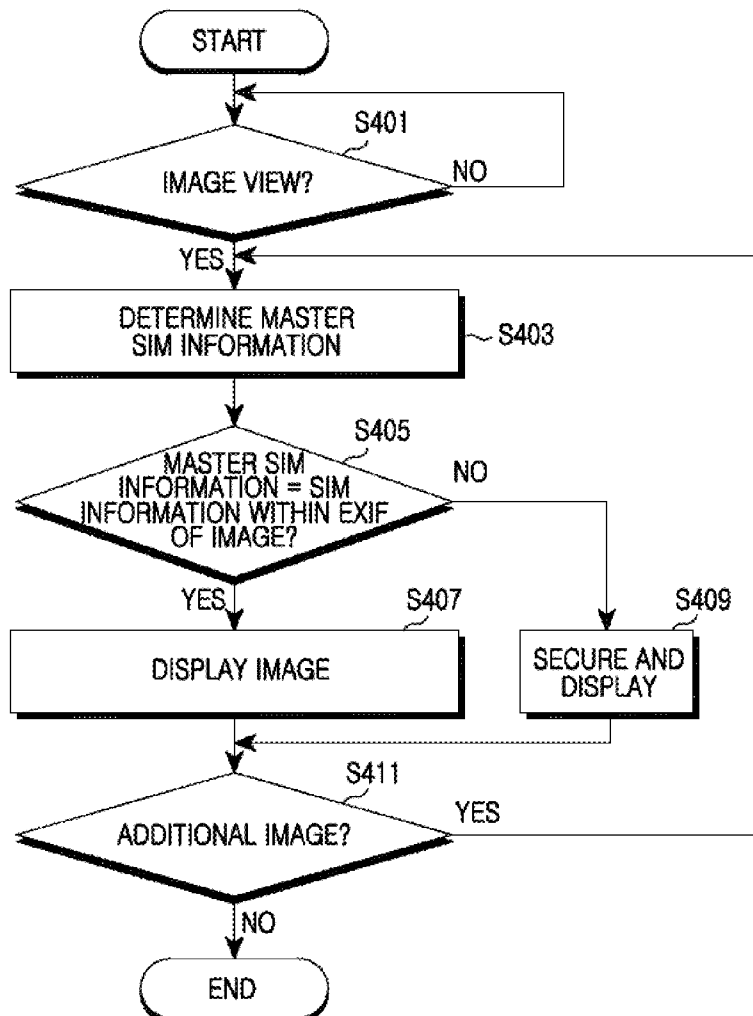 START
S401
IMAGE VIEW?
NO
YES
DETERMINE MASTER
SIM INFORMATION
S403
S405
MASTER SIM
INFORMATION = SIM
INFORMATION WITHIN EXIF
OF IMAGE?
NO
YES
S407
DISPLAY IMAGE
S409
SECURE AND
DISPLAY
S411
ADDITIONAL IMAGE?
YES
NO
END